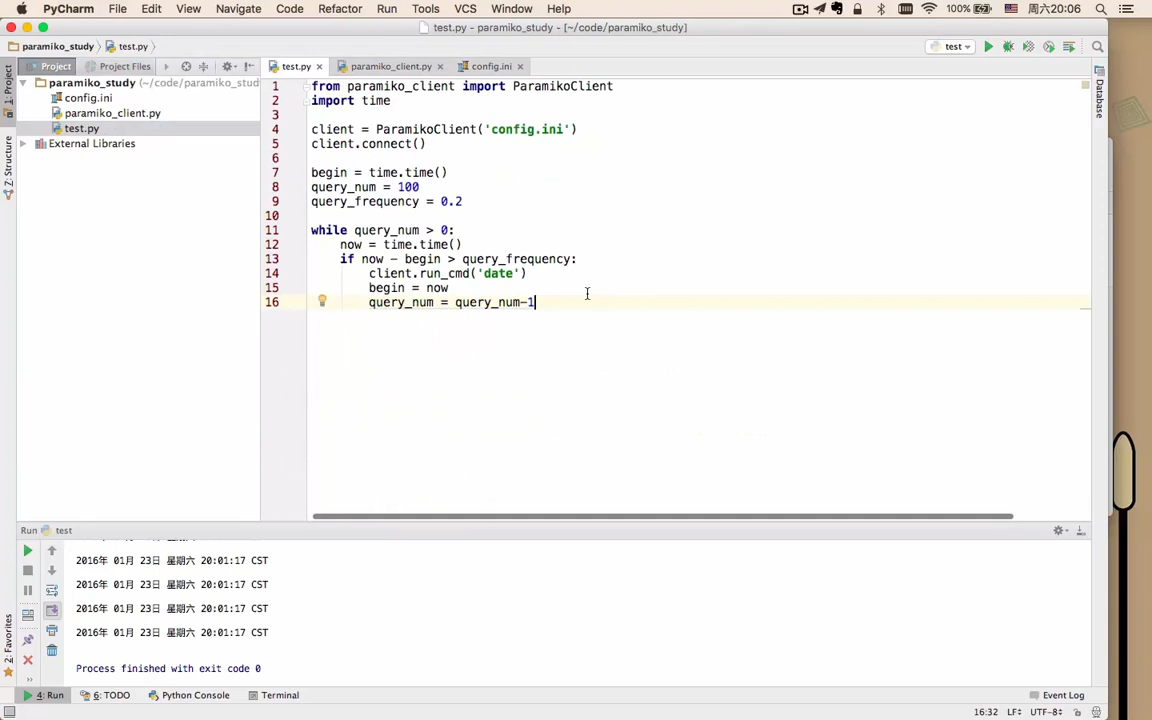 PyCharm File Edit View Navigate Code Refactor Run Tools VCS Window Help 100% 周六20:06
test.py - paramiko_study - [~/code/paramiko_study]
paramiko_study test.py test
Project Project Files test.py paramiko_client.py config.ini
1: Project
Z: Structure
2: Favorites
Database
paramiko_study (~/code/paramiko_stud
config.ini
paramiko_client.py
test.py
External Libraries
1 from paramiko_client import ParamikoClient
2 import time
3
4 client = ParamikoClient('config.ini')
5 client.connect()
6
7 begin = time.time()
8 query_num = 100
9 query_frequency = 0.2
10
11 while query_num > 0:
12 now = time.time()
13 if now - begin > query_frequency:
14 client.run_cmd('date')
15 begin = now
16 query_num = query_num-1
Run test
2016年 01月 23日 星期六 20:01:17 CST
2016年 01月 23日 星期六 20:01:17 CST
2016年 01月 23日 星期六 20:01:17 CST
2016年 01月 23日 星期六 20:01:17 CST
Process finished with exit code 0
4: Run 6: TODO Python Console Terminal Event Log
16:32 LF UTF-8